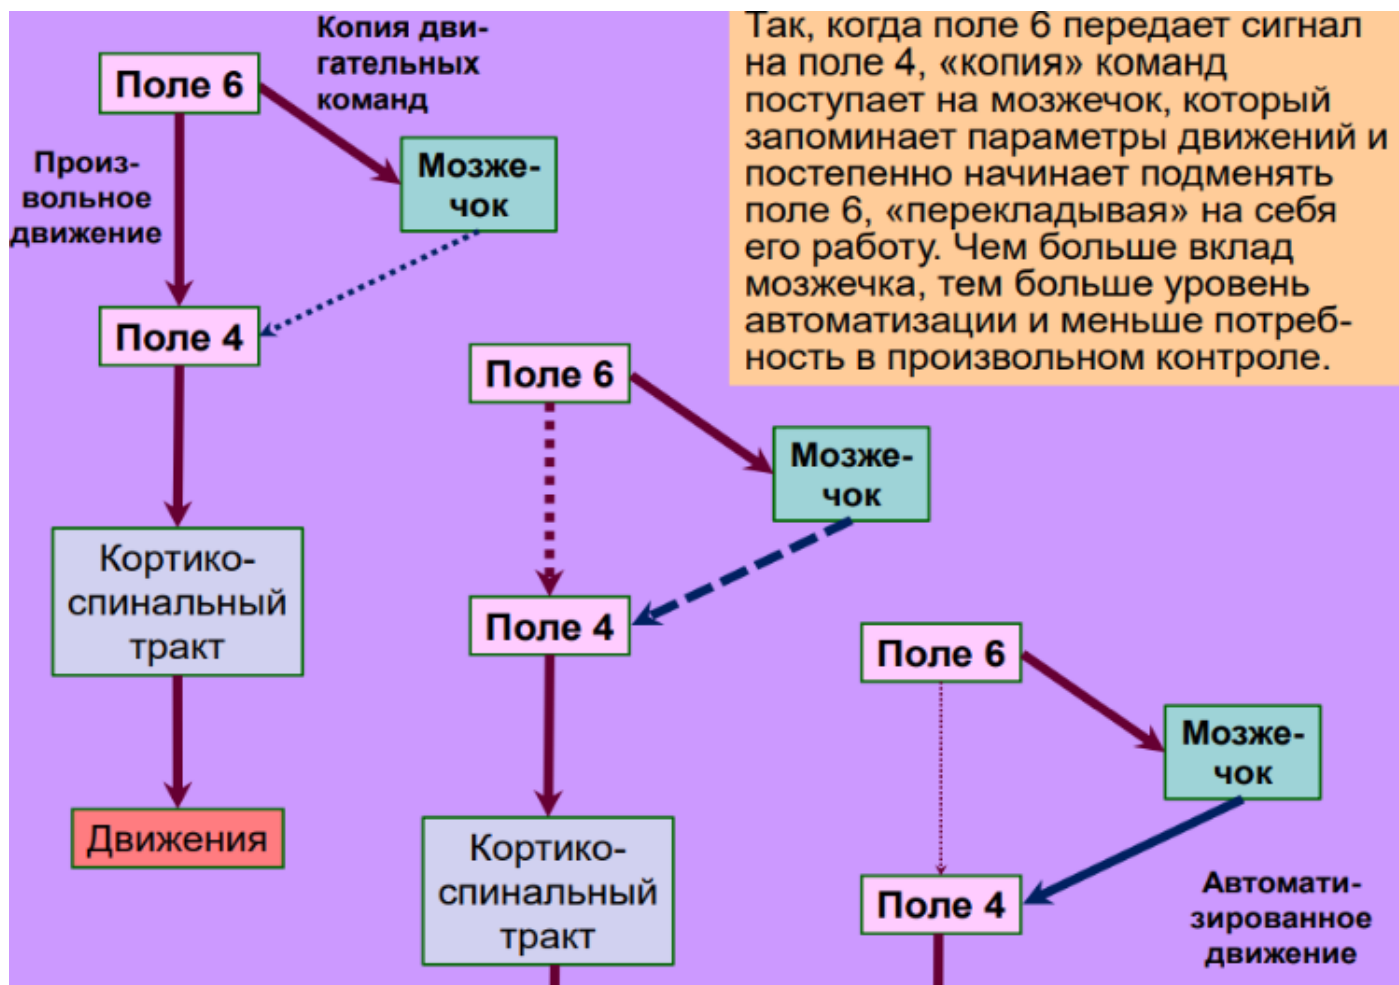 Копия дви-
гательных
команд
Поле 6
Мозже-
чок
Произ-
вольное
движение
Поле 4
Кортико-
спинальный
тракт
Движения
Так, когда поле 6 передает сигнал
на поле 4, «копия» команд
поступает на мозжечок, который
запоминает параметры движений и
постепенно начинает подменять
поле 6, «перекладывая» на себя
его работу. Чем больше вклад
мозжечка, тем больше уровень
автоматизации и меньше потреб-
ность в произвольном контроле.
Поле 6
Мозже-
чок
Поле 4
Кортико-
спинальный
тракт
Поле 6
Мозже-
чок
Поле 4
Автомати-
зированное
движение